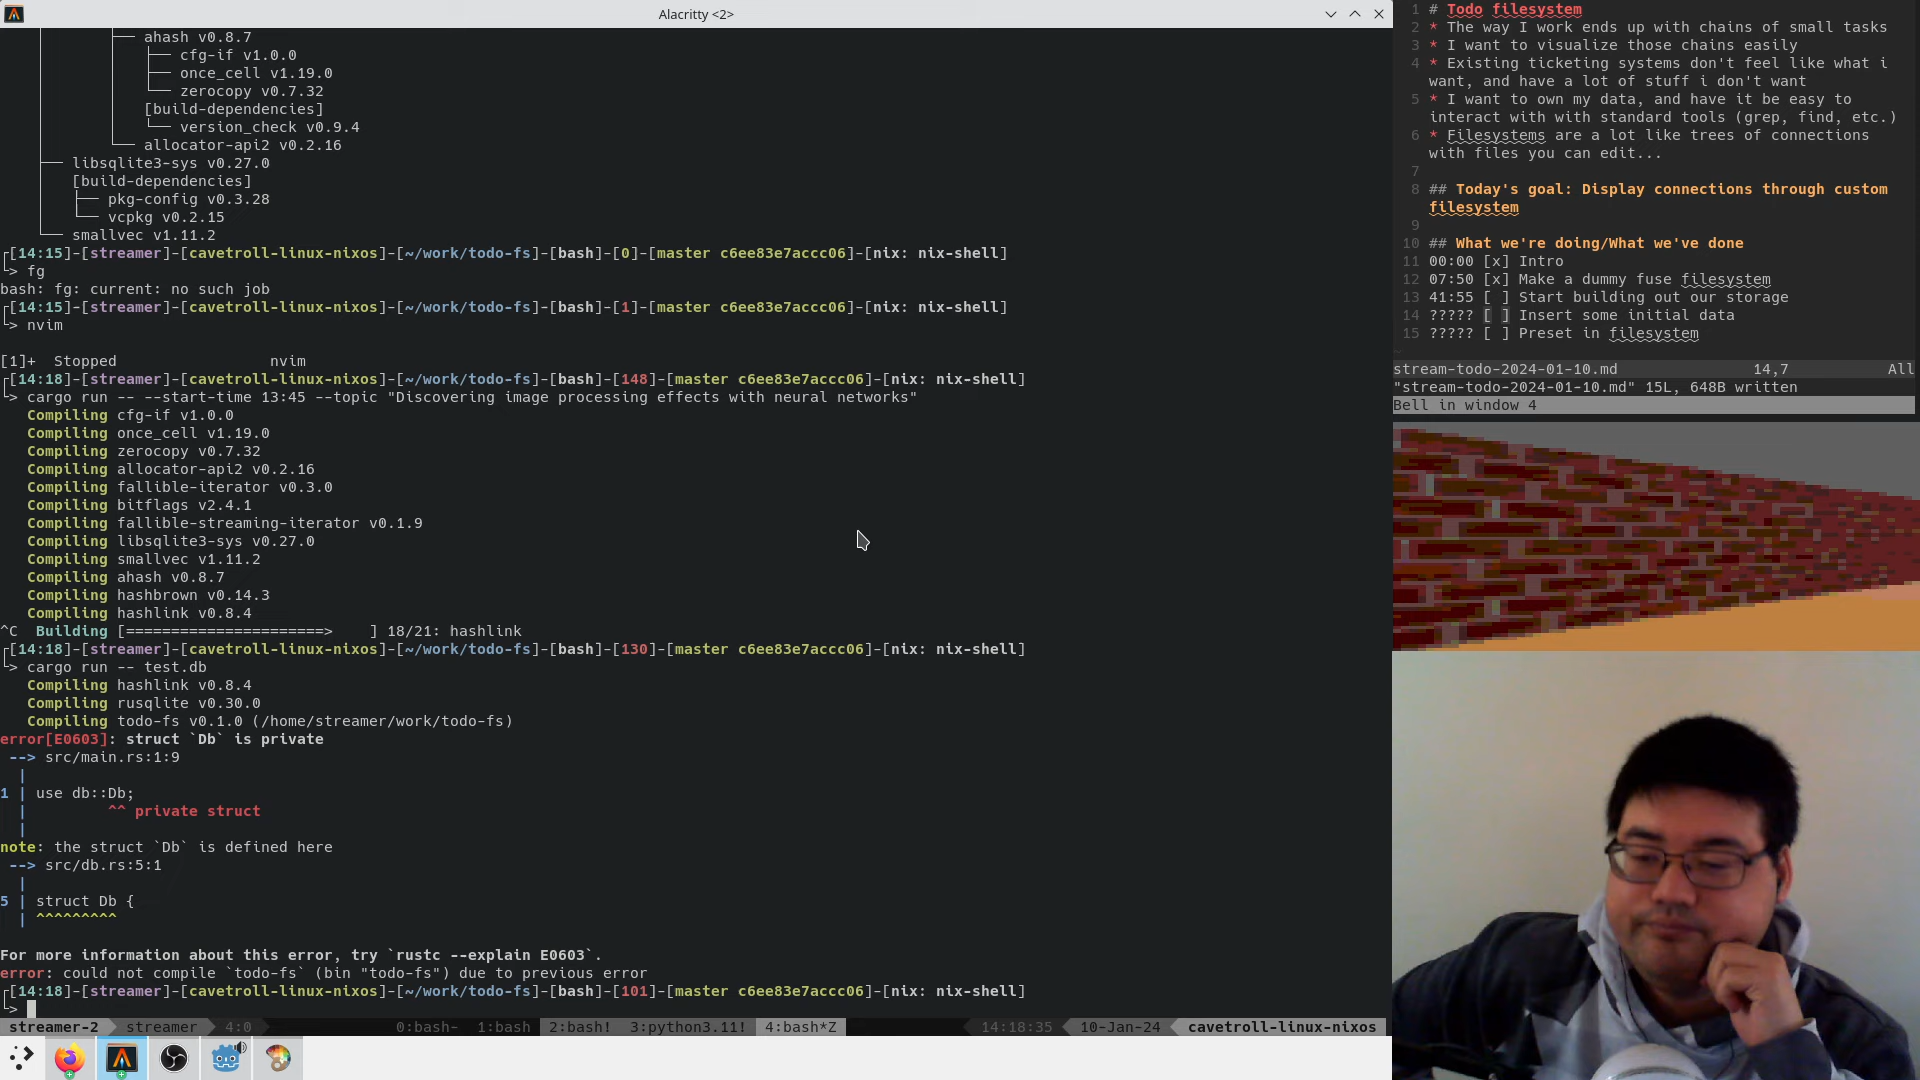 Alacritty <2>
├── ahash v0.8.7
│   ├── cfg-if v1.0.0
│   ├── once_cell v1.19.0
│   └── zerocopy v0.7.32
│   [build-dependencies]
│   └── version_check v0.9.4
└── allocator-api2 v0.2.16
├── libsqlite3-sys v0.27.0
│   [build-dependencies]
│   ├── pkg-config v0.3.28
│   └── vcpkg v0.2.15
└── smallvec v1.11.2
┌[14:15]-[streamer]-[cavetroll-linux-nixos]-[~/work/todo-fs]-[bash]-[0]-[master c6ee83e7accc06]-[nix: nix-shell]
└> fg
bash: fg: current: no such job
┌[14:15]-[streamer]-[cavetroll-linux-nixos]-[~/work/todo-fs]-[bash]-[1]-[master c6ee83e7accc06]-[nix: nix-shell]
└> nvim
[1]+  Stopped                 nvim
┌[14:18]-[streamer]-[cavetroll-linux-nixos]-[~/work/todo-fs]-[bash]-[148]-[master c6ee83e7accc06]-[nix: nix-shell]
└> cargo run -- --start-time 13:45 --topic "Discovering image processing effects with neural networks"
Compiling cfg-if v1.0.0
Compiling once_cell v1.19.0
Compiling zerocopy v0.7.32
Compiling allocator-api2 v0.2.16
Compiling fallible-iterator v0.3.0
Compiling bitflags v2.4.1
Compiling fallible-streaming-iterator v0.1.9
Compiling libsqlite3-sys v0.27.0
Compiling smallvec v1.11.2
Compiling ahash v0.8.7
Compiling hashbrown v0.14.3
Compiling hashlink v0.8.4
^C  Building [======================>    ] 18/21: hashlink
┌[14:18]-[streamer]-[cavetroll-linux-nixos]-[~/work/todo-fs]-[bash]-[130]-[master c6ee83e7accc06]-[nix: nix-shell]
└> cargo run -- test.db
Compiling hashlink v0.8.4
Compiling rusqlite v0.30.0
Compiling todo-fs v0.1.0 (/home/streamer/work/todo-fs)
error[E0603]: struct `Db` is private
--> src/main.rs:1:9
|
1 | use db::Db;
|         ^^ private struct
|
note: the struct `Db` is defined here
--> src/db.rs:5:1
|
5 | struct Db {
| ^^^^^^^^^
For more information about this error, try `rustc --explain E0603`.
error: could not compile `todo-fs` (bin "todo-fs") due to previous error
┌[14:18]-[streamer]-[cavetroll-linux-nixos]-[~/work/todo-fs]-[bash]-[101]-[master c6ee83e7accc06]-[nix: nix-shell]
└>
streamer-2 streamer 4:0 0:bash- 1:bash 2:bash! 3:python3.11! 4:bash*Z 14:18:35 10-Jan-24 cavetroll-linux-nixos
1 # Todo filesystem
2 * The way I work ends up with chains of small tasks
3 * I want to visualize those chains easily
4 * Existing ticketing systems don't feel like what i
want, and have a lot of stuff i don't want
5 * I want to own my data, and have it be easy to
interact with with standard tools (grep, find, etc.)
6 * Filesystems are a lot like trees of connections
with files you can edit...
7
8 ## Today's goal: Display connections through custom
filesystem
9
10 ## What we're doing/What we've done
11 00:00 [x] Intro
12 07:50 [x] Make a dummy fuse filesystem
13 41:55 [ ] Start building out our storage
14 ????? [ ] Insert some initial data
15 ????? [ ] Preset in filesystem
~
stream-todo-2024-01-10.md 14,7 All
"stream-todo-2024-01-10.md" 15L, 648B written
Bell in window 4